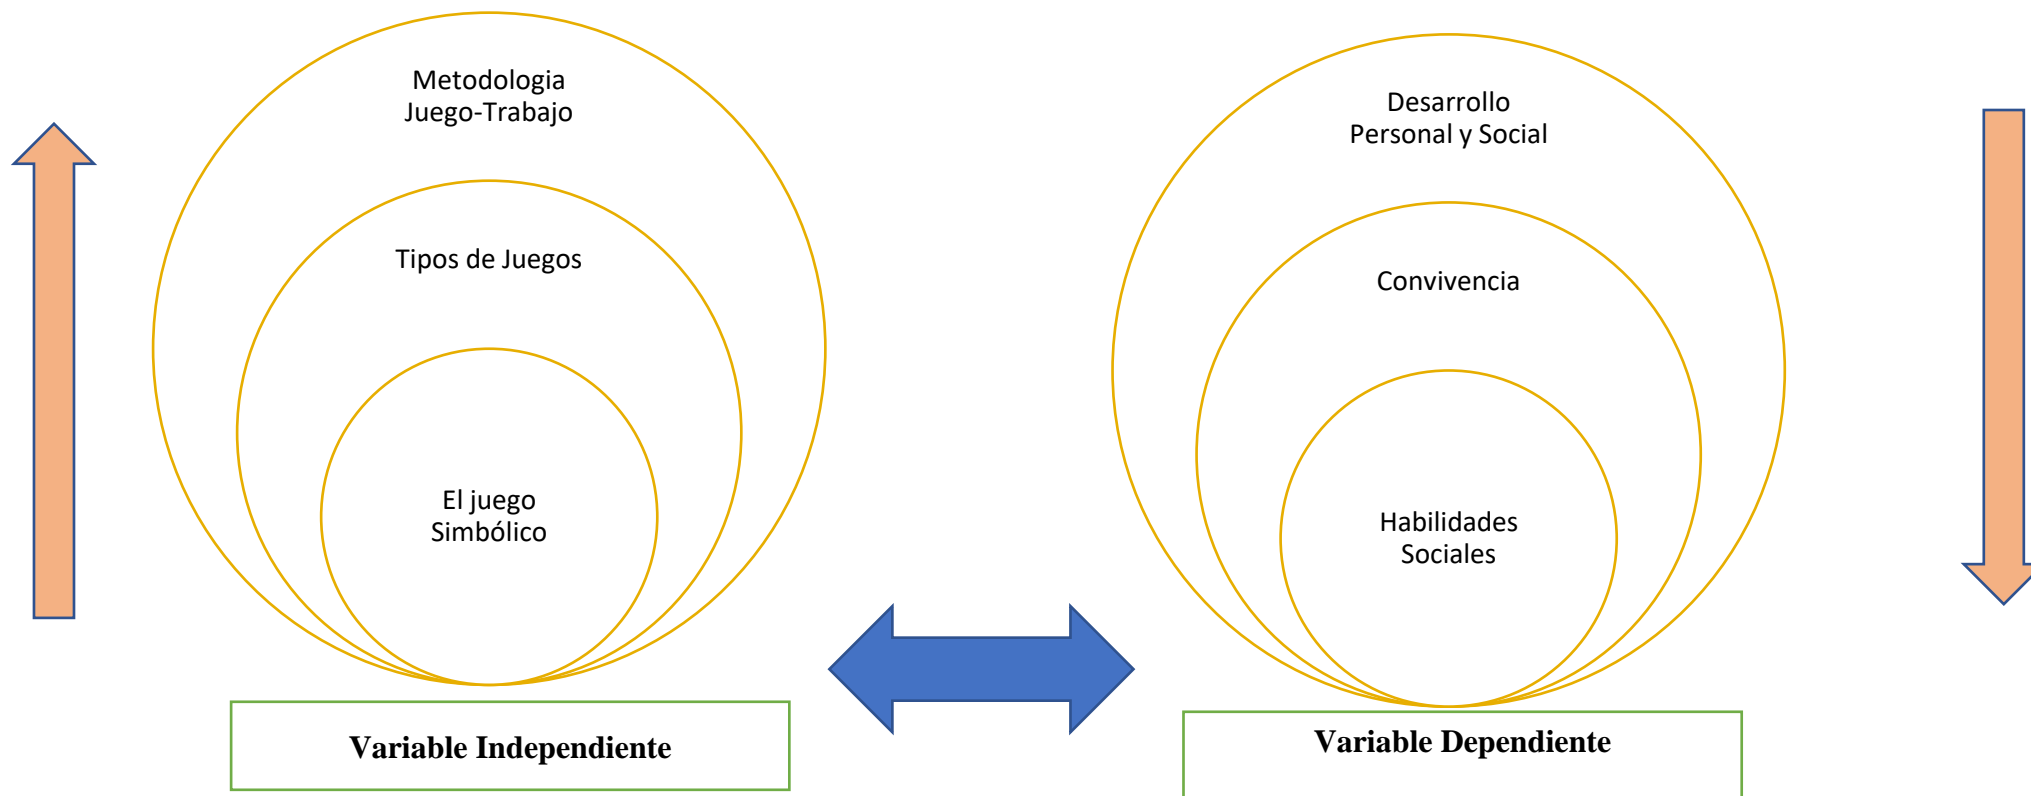 Metodologia
Juego-Trabajo
Tipos de Juegos
El juego
Simbólico
Variable Independiente
Desarrollo
Personal y Social
Convivencia
Habilidades
Sociales
Variable Dependiente